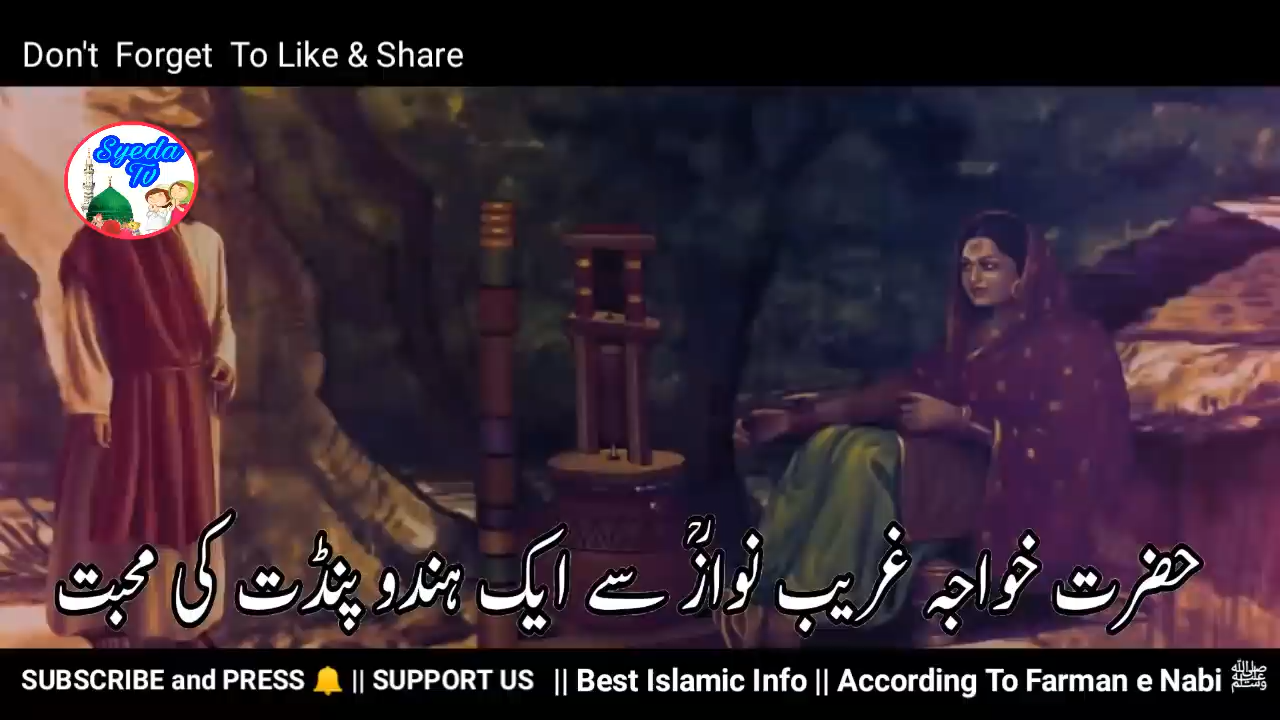 Don't Forget To Like & Share
Syeda
Tv
حضرت خواجہ غریب نوازؒ سے ایک ہندو پنڈت کی محبت
SUBSCRIBE and PRESS 🔔 || SUPPORT US || Best Islamic Info || According To Farman e Nabi ﷺ